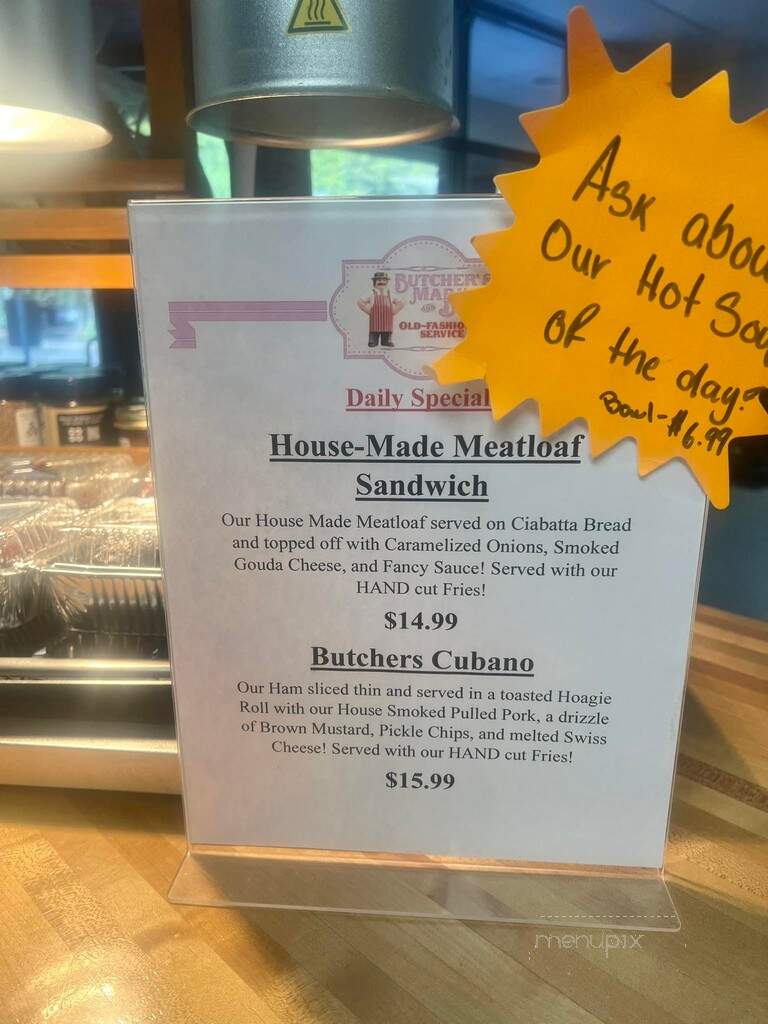 BUTCHER'S
OLD-FASHIO
SERVICE
Daily Special
House-Made Meatloaf
Sandwich
Our House Made Meatloaf served on Ciabatta Bread
and topped off with Caramelized Onions, Smoked
Gouda Cheese, and Fancy Sauce! Served with our
HAND cut Fries!
$14.99
Butchers Cubano
Our Ham sliced thin and served in a toasted Hoagie
Roll with our House Smoked Pulled Pork, a drizzle
of Brown Mustard, Pickle Chips, and melted Swiss
Cheese! Served with our HAND cut Fries!
$15.99
Ask abou
Our Hot Sou
of the day?
Bowl-$6.99
menupix